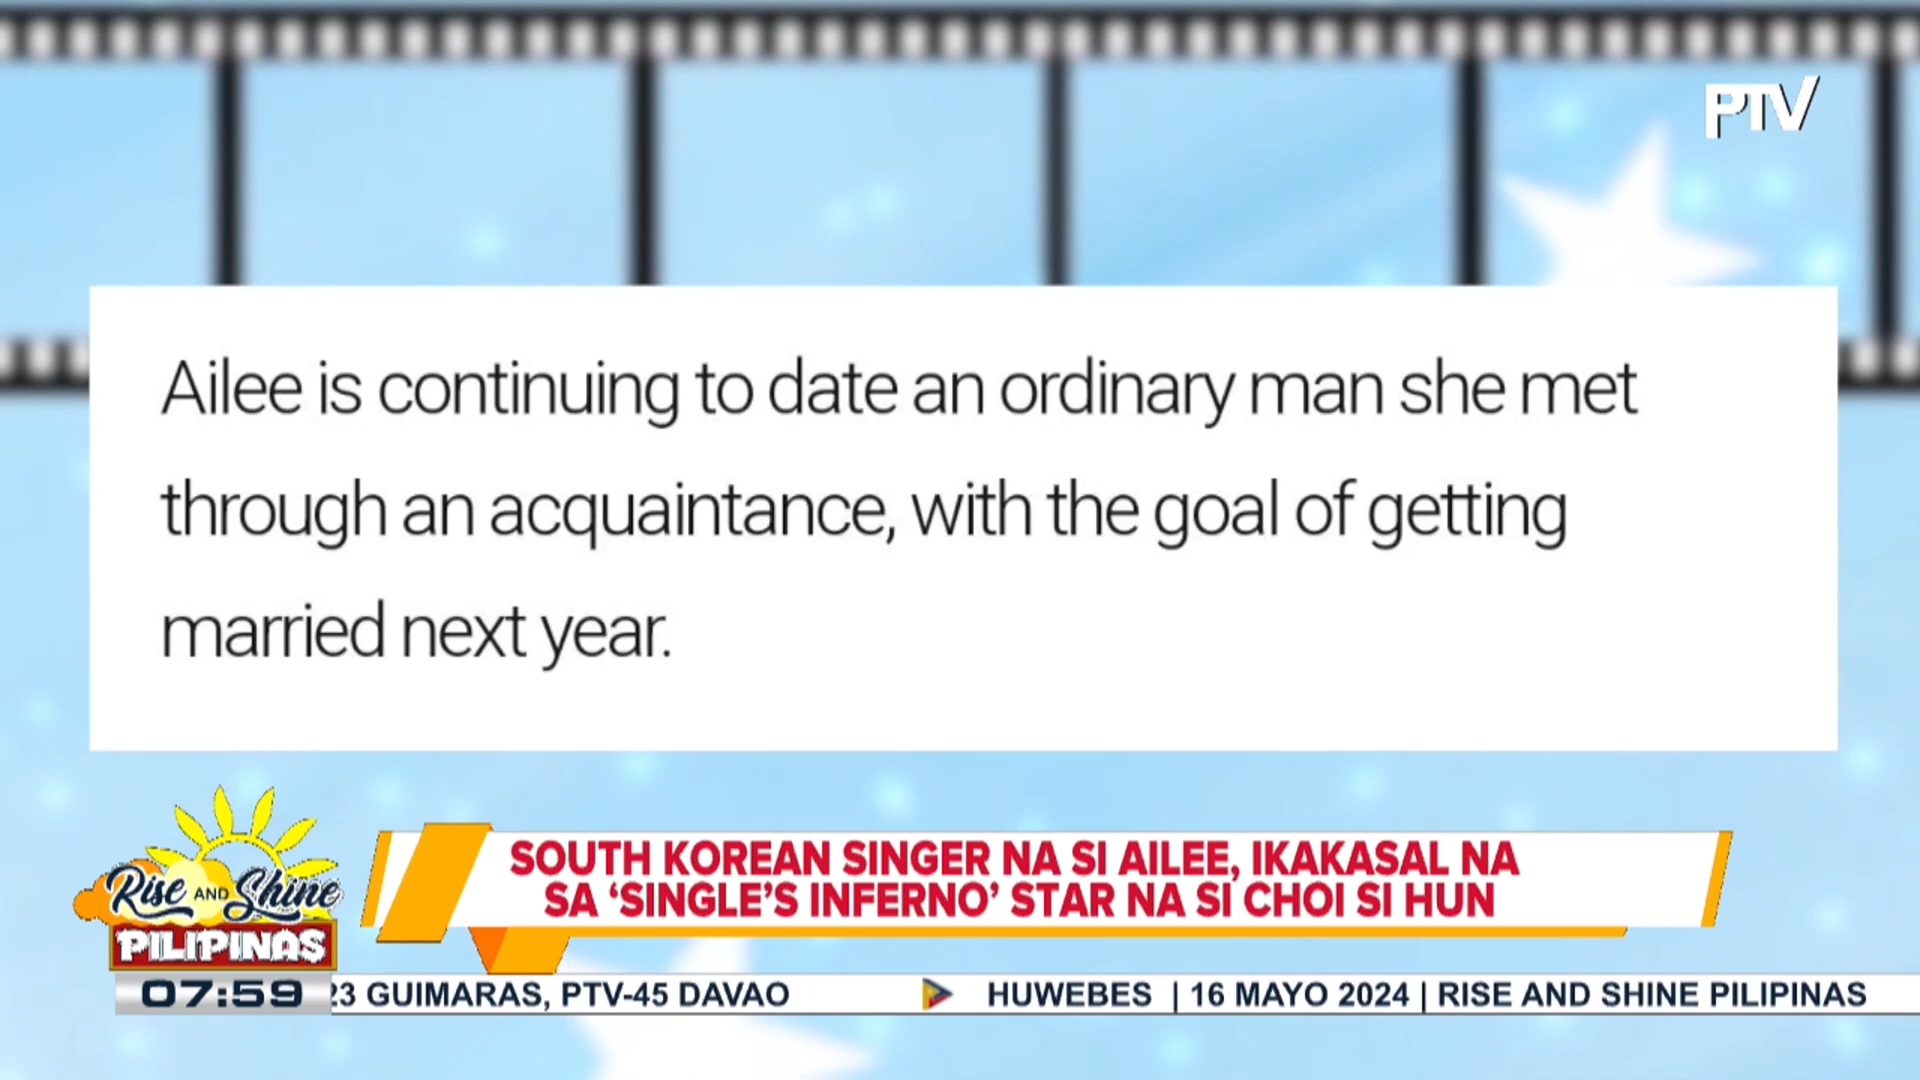 PTV
Ailee is continuing to date an ordinary man she met
through an acquaintance, with the goal of getting
married next year.
SOUTH KOREAN SINGER NA SI AILEE, IKAKASAL NA
SA ‘SINGLE’S INFERNO’ STAR NA SI CHOI SI HUN
Rise AND Shine
PILIPINAS
07:59
23 GUIMARAS, PTV-45 DAVAO HUWEBES | 16 MAYO 2024 | RISE AND SHINE PILIPINAS